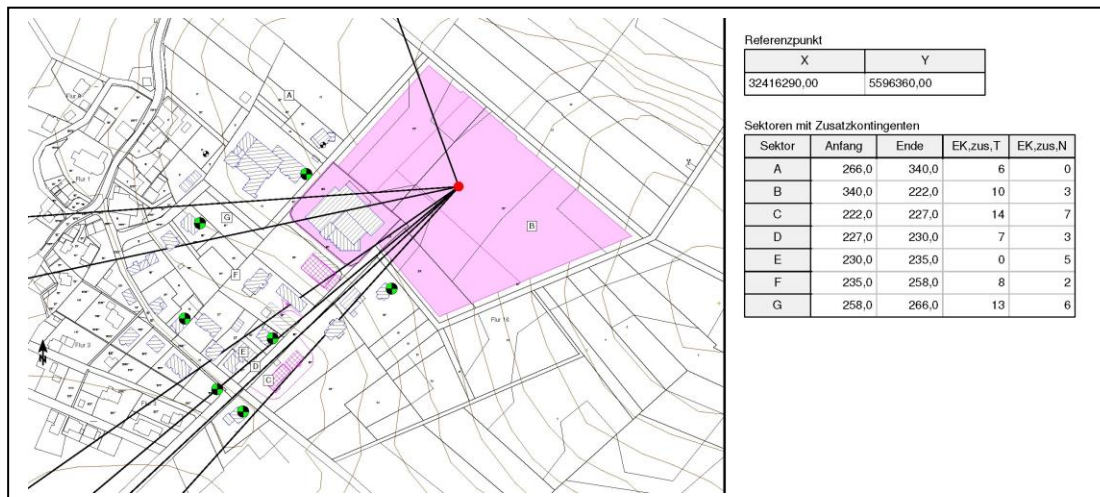 A
Flur 4
Flur 1
G
B
F
Flur 18
Flur 3
E
D
C
Referenzpunkt
X Y
32416290,00 5596360,00
Sektoren mit Zusatzkontingenten
Sektor Anfang Ende EK,zus,T EK,zus,N
A 266,0 340,0 6 0
B 340,0 222,0 10 3
C 222,0 227,0 14 7
D 227,0 230,0 7 3
E 230,0 235,0 0 5
F 235,0 258,0 8 2
G 258,0 266,0 13 6